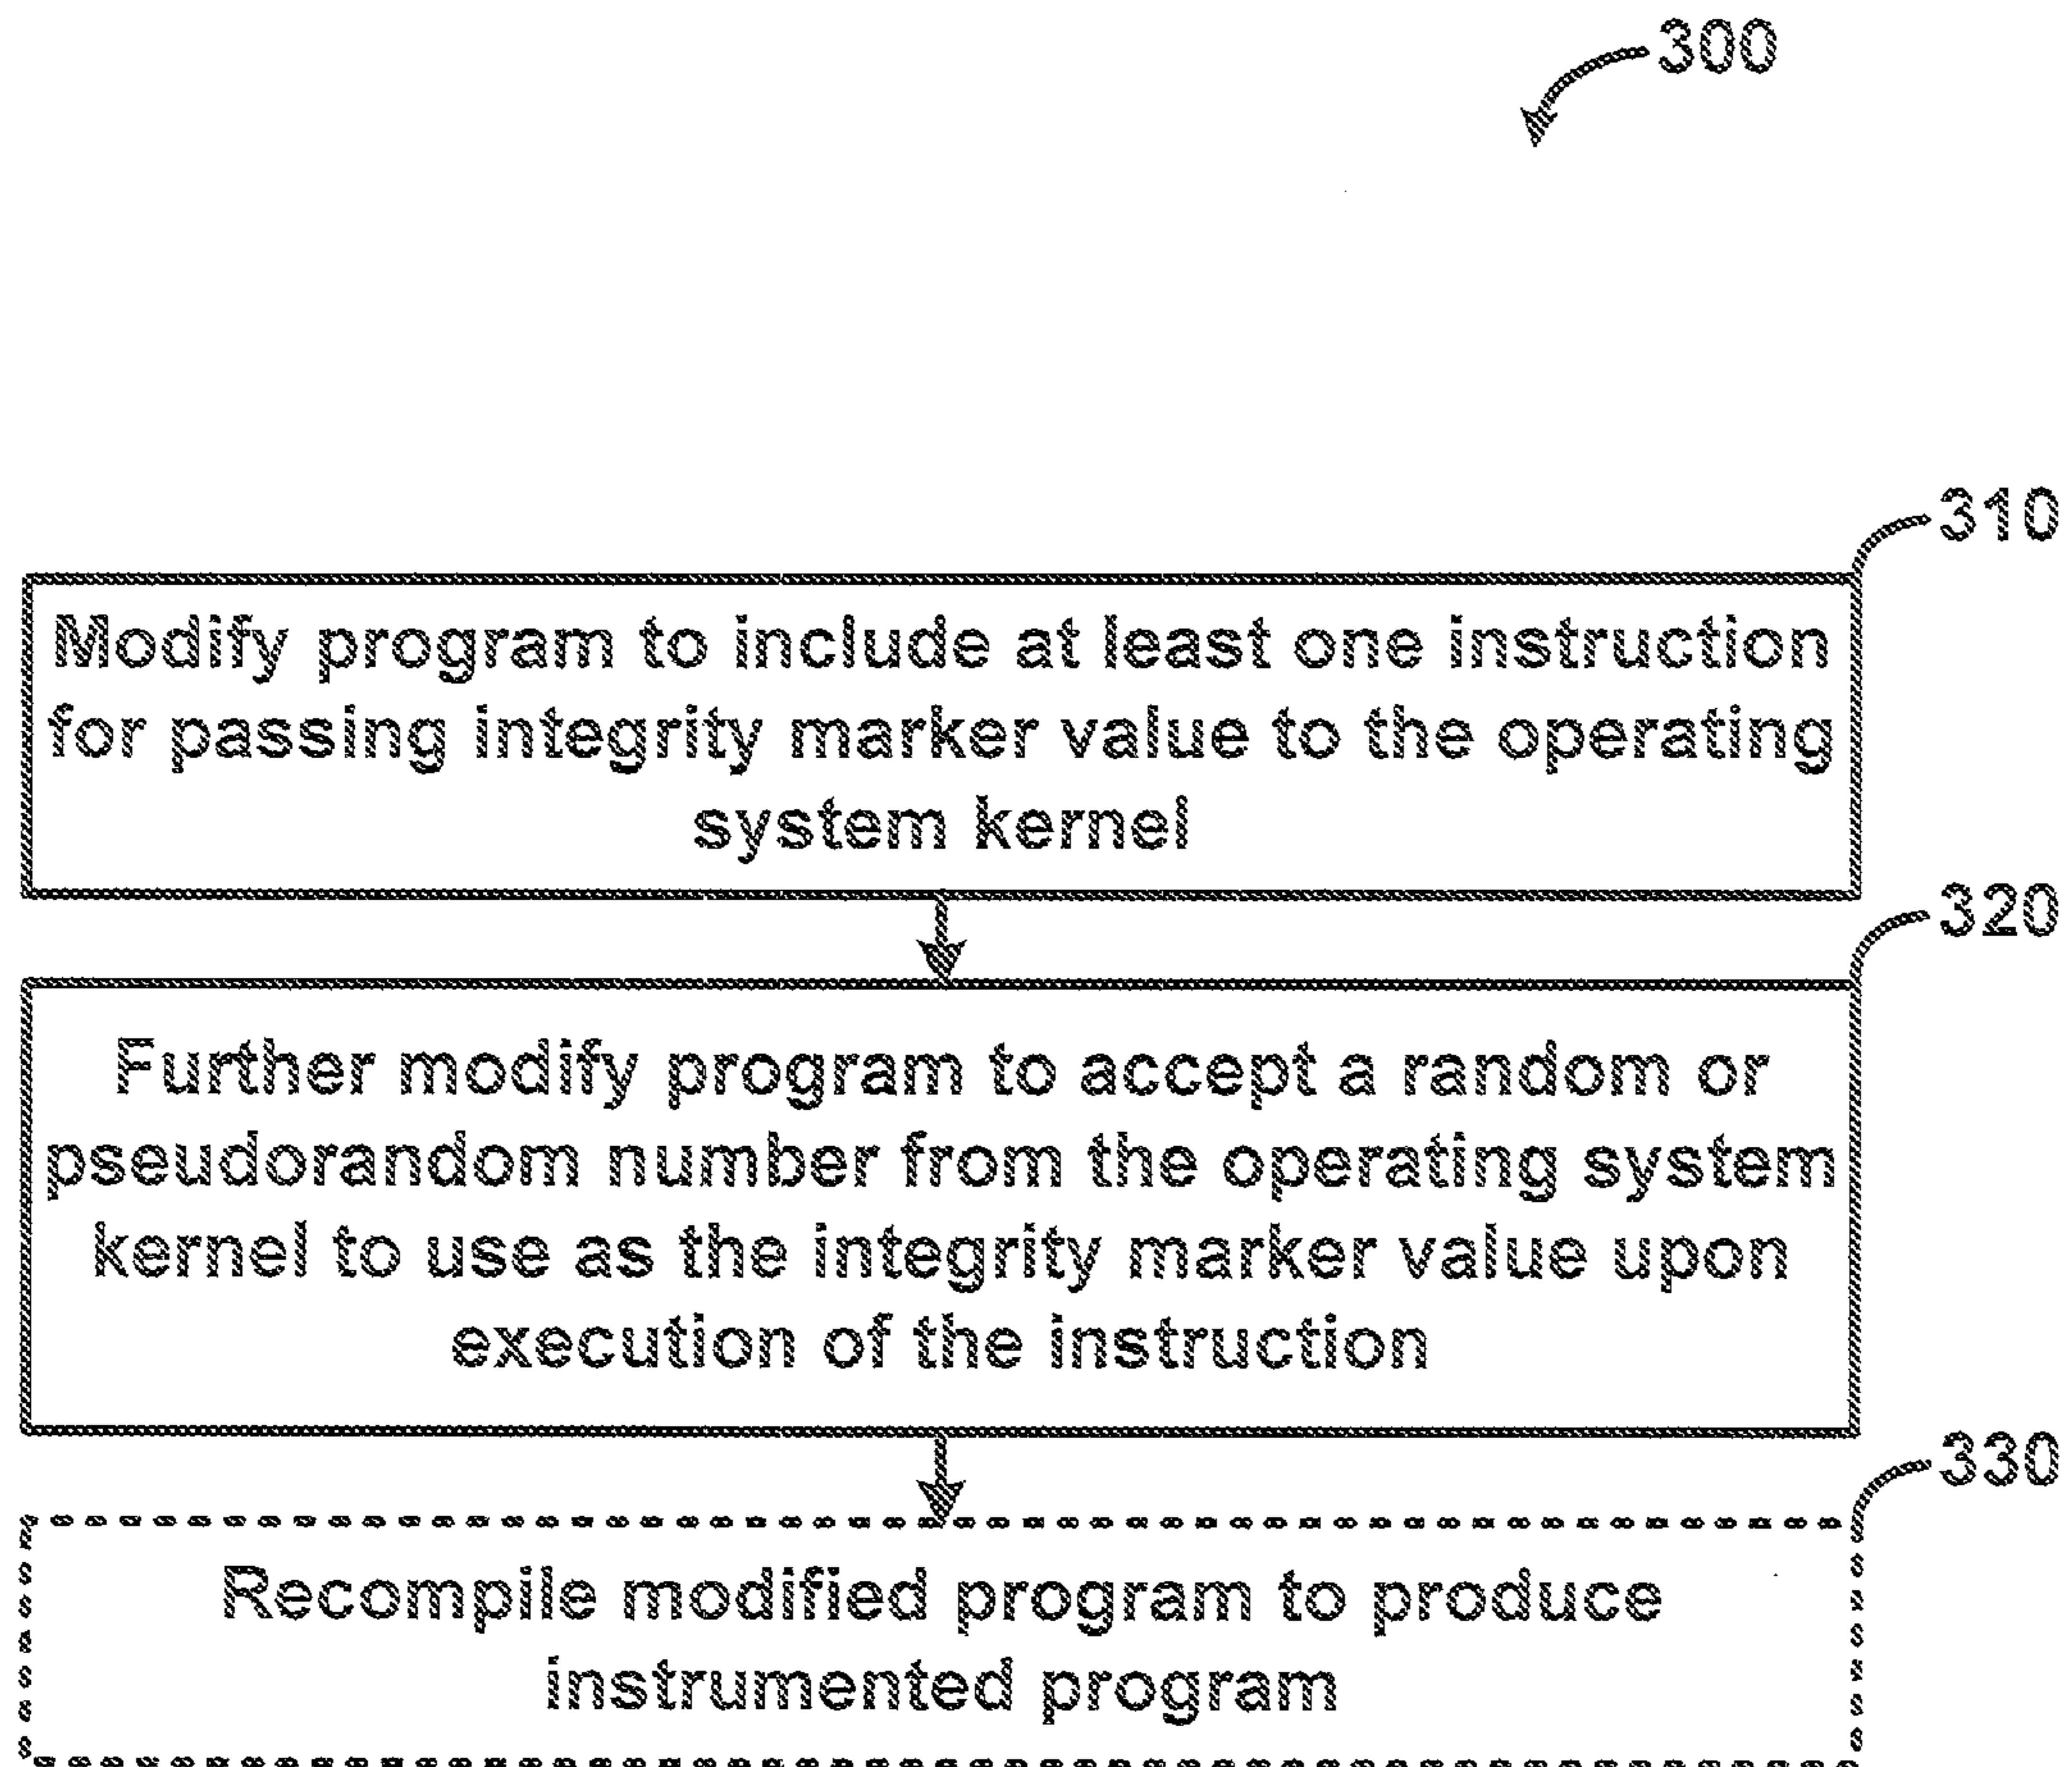 300
310
Modify program to include at least one instruction
for passing integrity marker value to the operating
system kernel
320
Further modify program to accept a random or
pseudorandom number from the operating system
kernel to use as the integrity marker value upon
execution of the instruction
330
Recompile modified program to produce
instrumented program